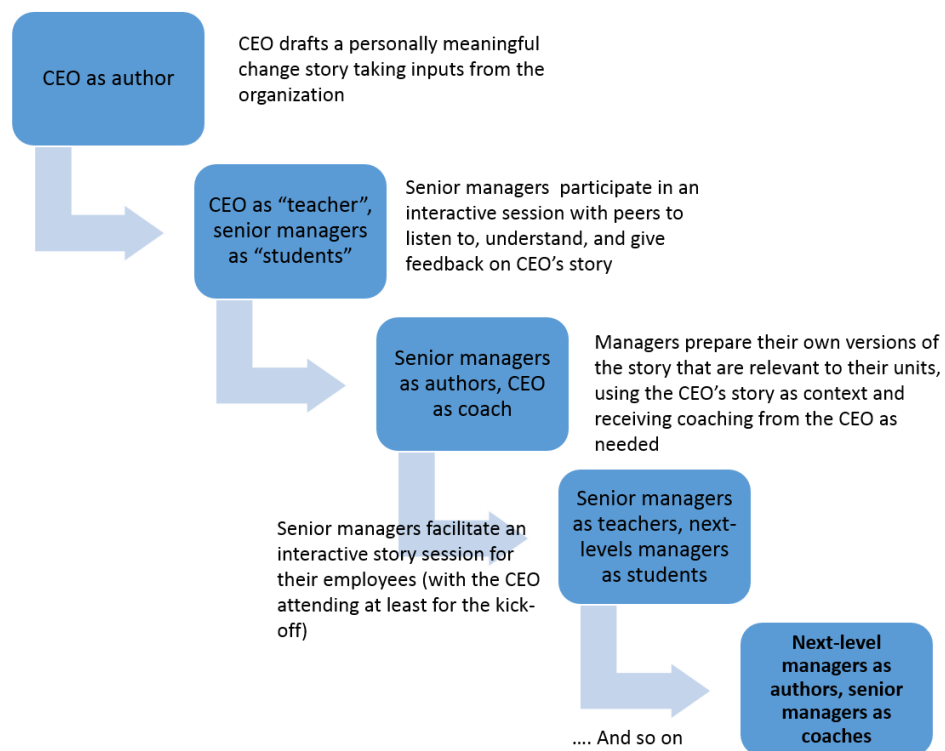 CEO as author
CEO drafts a personally meaningful
change story taking inputs from the
organization
CEO as “teacher”,
senior managers
as “students”
Senior managers  participate in an
interactive session with peers to
listen to, understand, and give
feedback on CEO’s story
Senior managers
as authors, CEO
as coach
Managers prepare their own versions of
the story that are relevant to their units,
using the CEO’s story as context and
receiving coaching from the CEO as
needed
Senior managers
as teachers, next-
levels managers
as students
Senior managers facilitate an
interactive story session for
their employees (with the CEO
attending at least for the kick-
off)
Next-level
managers as
authors, senior
managers as
coaches
.... And so on